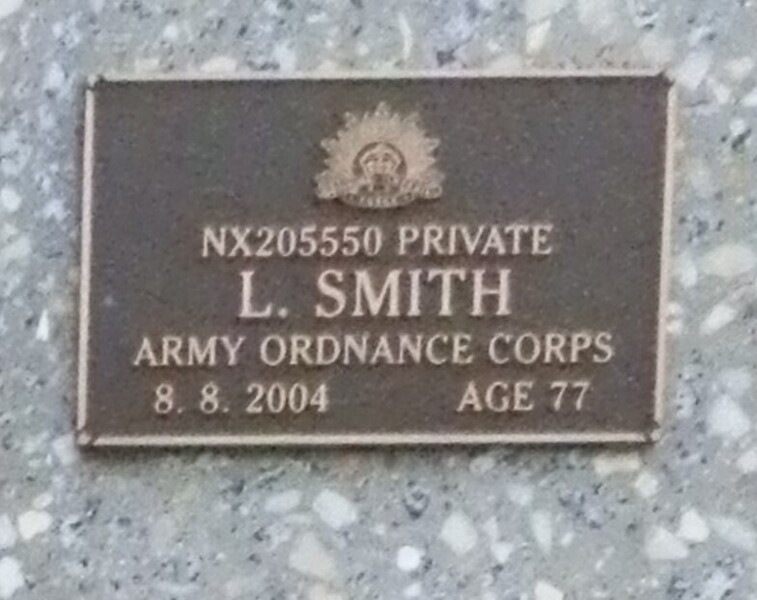 NX205550 PRIVATE
L. SMITH
ARMY ORDNANCE CORPS
8. 8. 2004 AGE 77